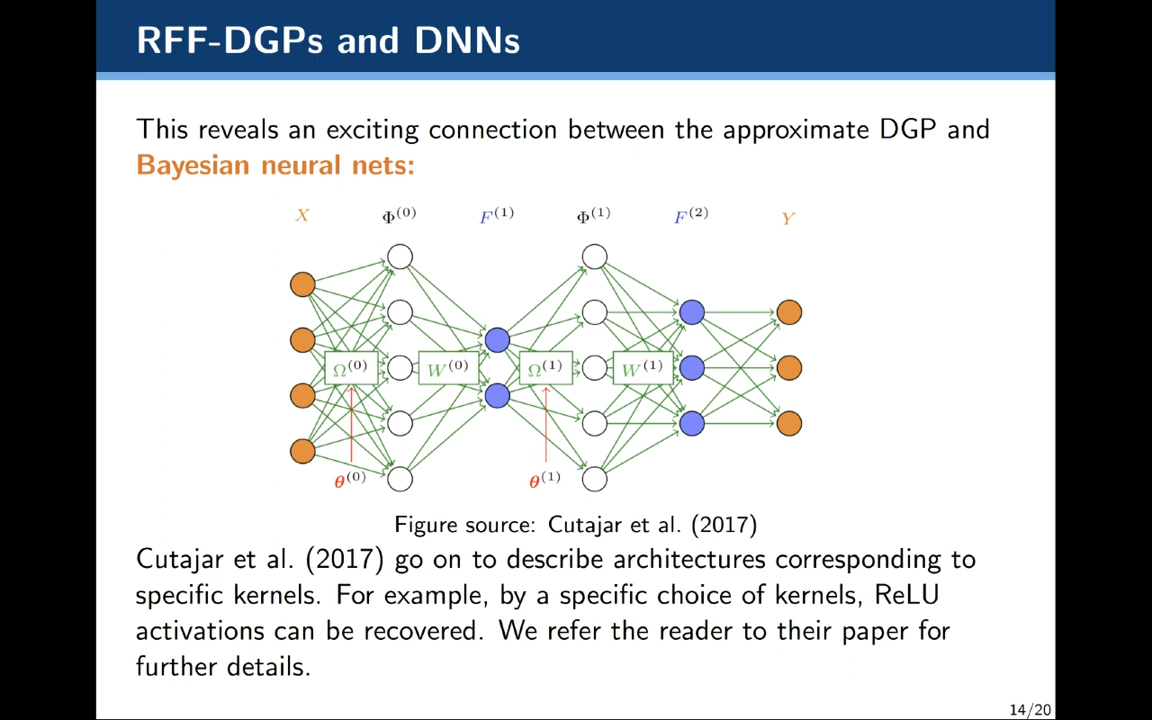 RFF-DGPs and DNNs
This reveals an exciting connection between the approximate DGP and
Bayesian neural nets:
X Φ(0) F(1) Φ(1) F(2) Y
Ω(0) W(0) Ω(1) W(1)
θ(0) θ(1)
Figure source: Cutajar et al. (2017)
Cutajar et al. (2017) go on to describe architectures corresponding to
specific kernels. For example, by a specific choice of kernels, ReLU
activations can be recovered. We refer the reader to their paper for
further details.
14/20